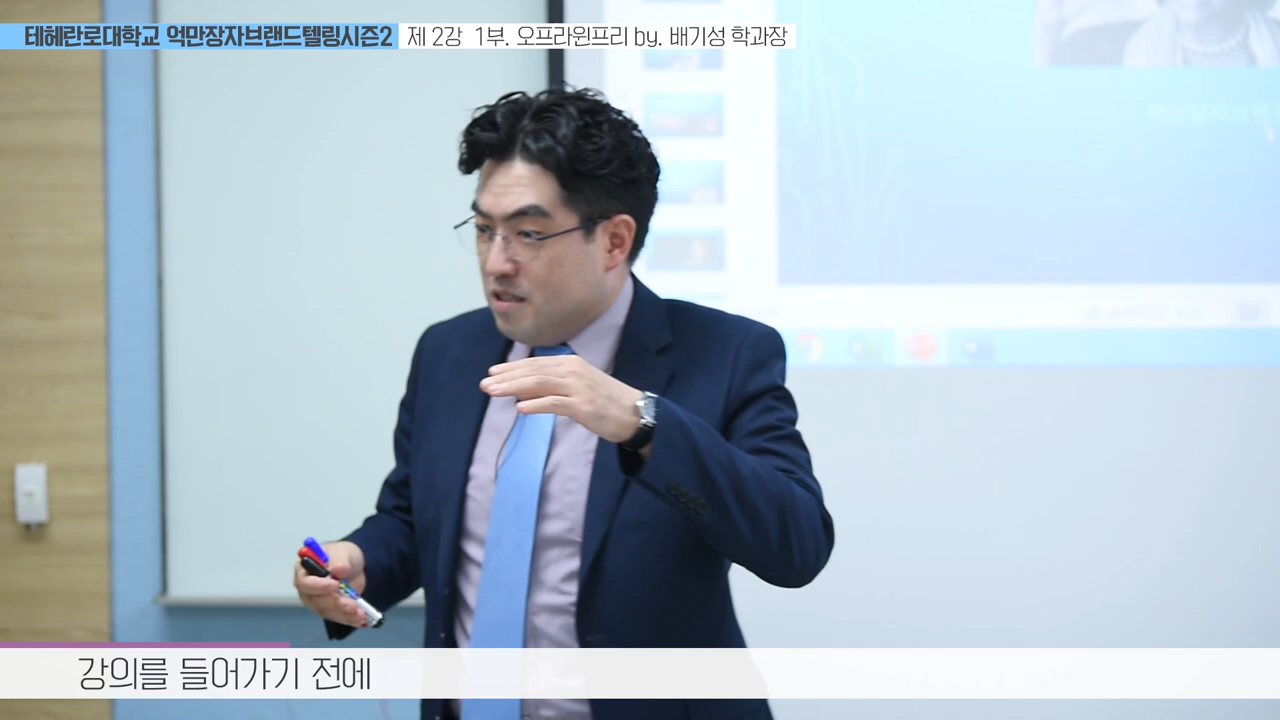 테헤란로대학교 억만장자브랜드텔링시즌2 제 2강 1부. 오프라윈프리 by. 배기성 학과장
강의를 들어가기 전에